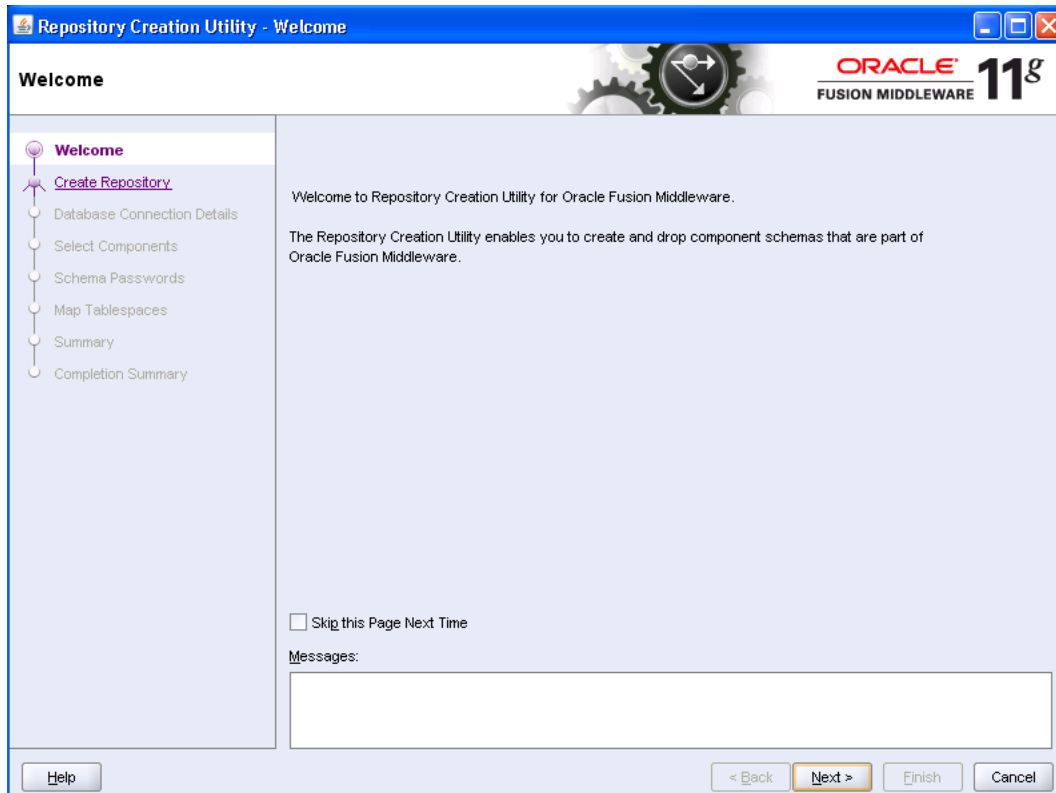 Repository Creation Utility - Welcome
Welcome
ORACLE
FUSION MIDDLEWARE
11g
Welcome
Create Repository
Database Connection Details
Select Components
Schema Passwords
Map Tablespaces
Summary
Completion Summary
Welcome to Repository Creation Utility for Oracle Fusion Middleware.
The Repository Creation Utility enables you to create and drop component schemas that are part of
Oracle Fusion Middleware.
Skip this Page Next Time
Messages:
Help
< Back
Next >
Finish
Cancel